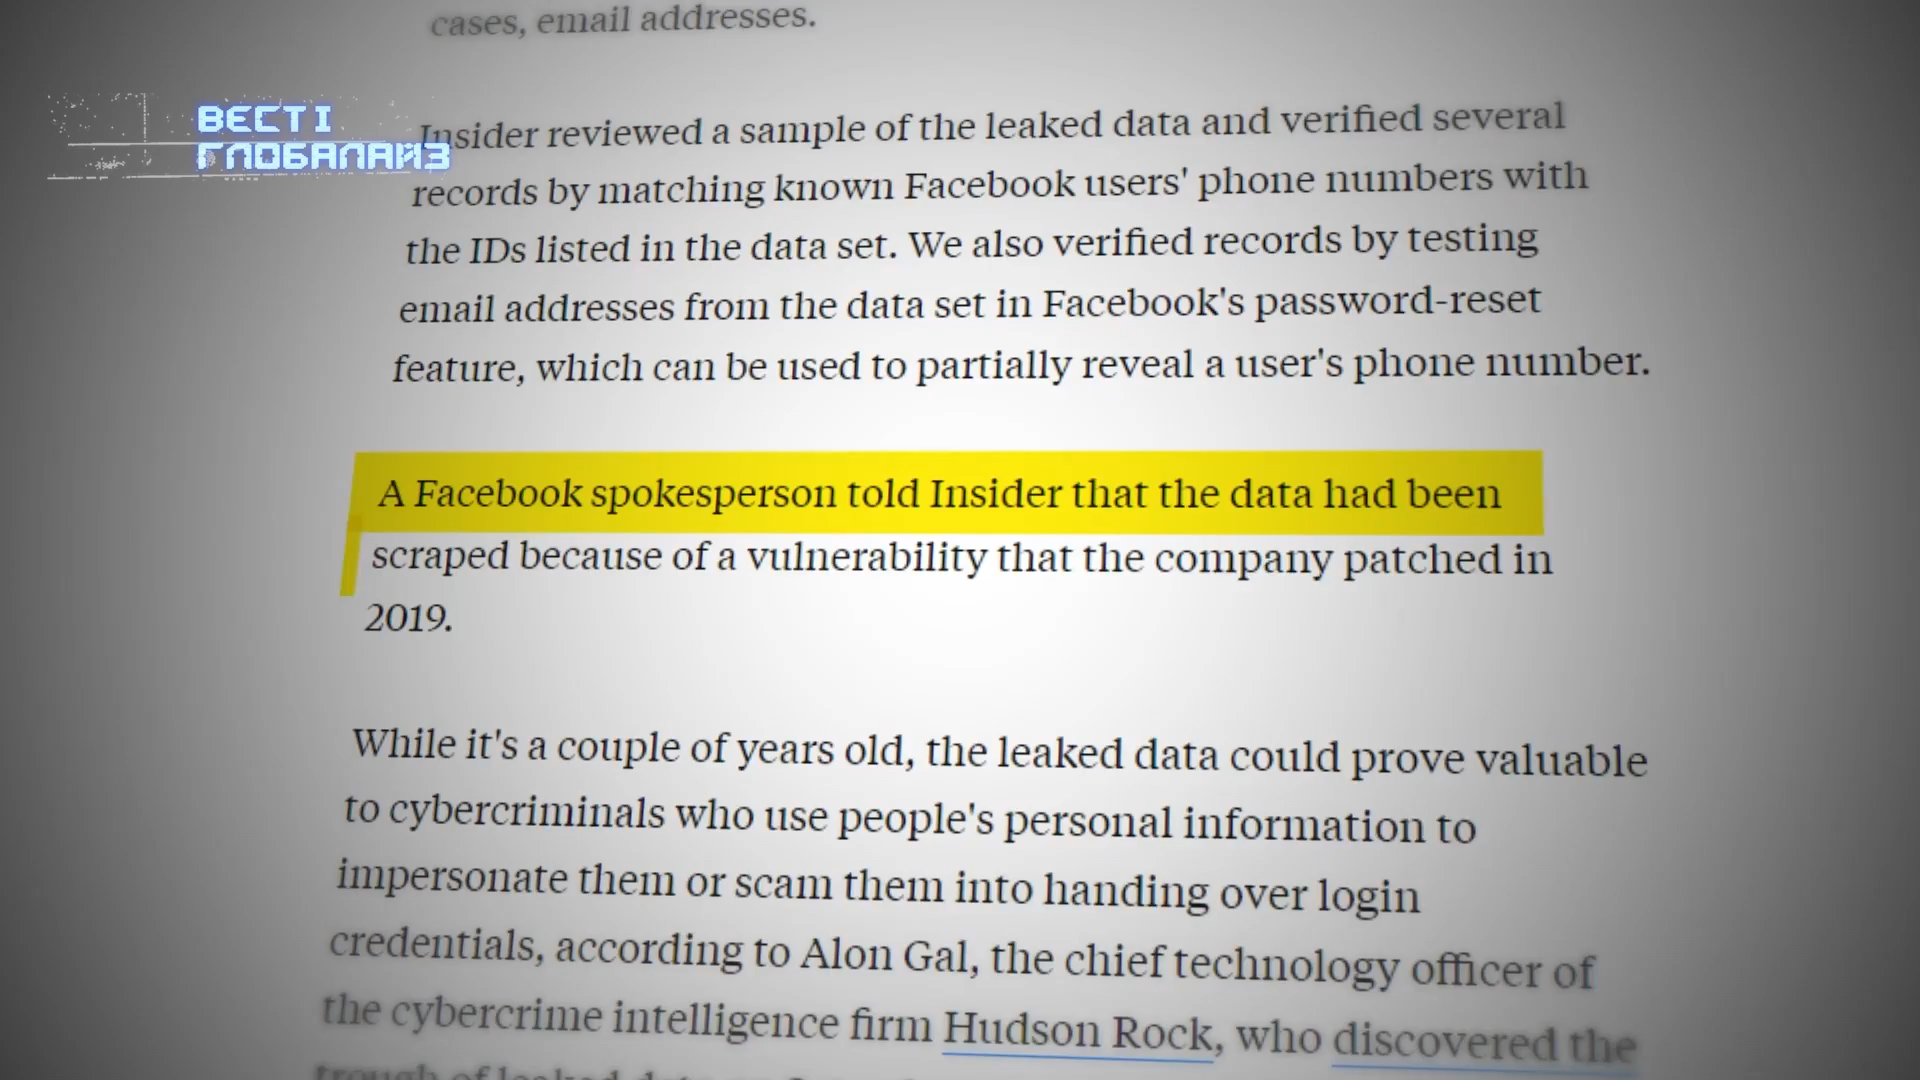 cases, email addresses.
ВЕСТІ
ГЛОБАЛАЙЗ
Insider reviewed a sample of the leaked data and verified several
records by matching known Facebook users' phone numbers with
the IDs listed in the data set. We also verified records by testing
email addresses from the data set in Facebook's password-reset
feature, which can be used to partially reveal a user's phone number.
A Facebook spokesperson told Insider that the data had been
scraped because of a vulnerability that the company patched in
2019.
While it's a couple of years old, the leaked data could prove valuable
to cybercriminals who use people's personal information to
impersonate them or scam them into handing over login
credentials, according to Alon Gal, the chief technology officer of
the cybercrime intelligence firm Hudson Rock, who discovered the
trough of leaked data